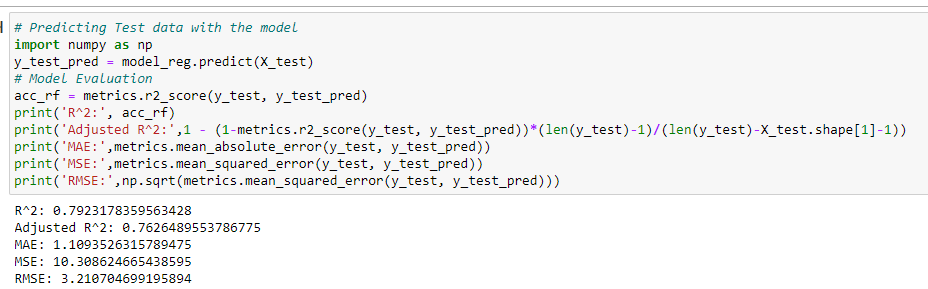 # Predicting Test data with the model
import numpy as np
y_test_pred = model_reg.predict(X_test)
# Model Evaluation
acc_rf = metrics.r2_score(y_test, y_test_pred)
print('R^2:', acc_rf)
print('Adjusted R^2:',1 - (1-metrics.r2_score(y_test, y_test_pred))*(len(y_test)-1)/(len(y_test)-X_test.shape[1]-1))
print('MAE:',metrics.mean_absolute_error(y_test, y_test_pred))
print('MSE:',metrics.mean_squared_error(y_test, y_test_pred))
print('RMSE:',np.sqrt(metrics.mean_squared_error(y_test, y_test_pred)))
R^2: 0.7923178359563428
Adjusted R^2: 0.7626489553786775
MAE: 1.1093526315789475
MSE: 10.308624665438595
RMSE: 3.210704699195894